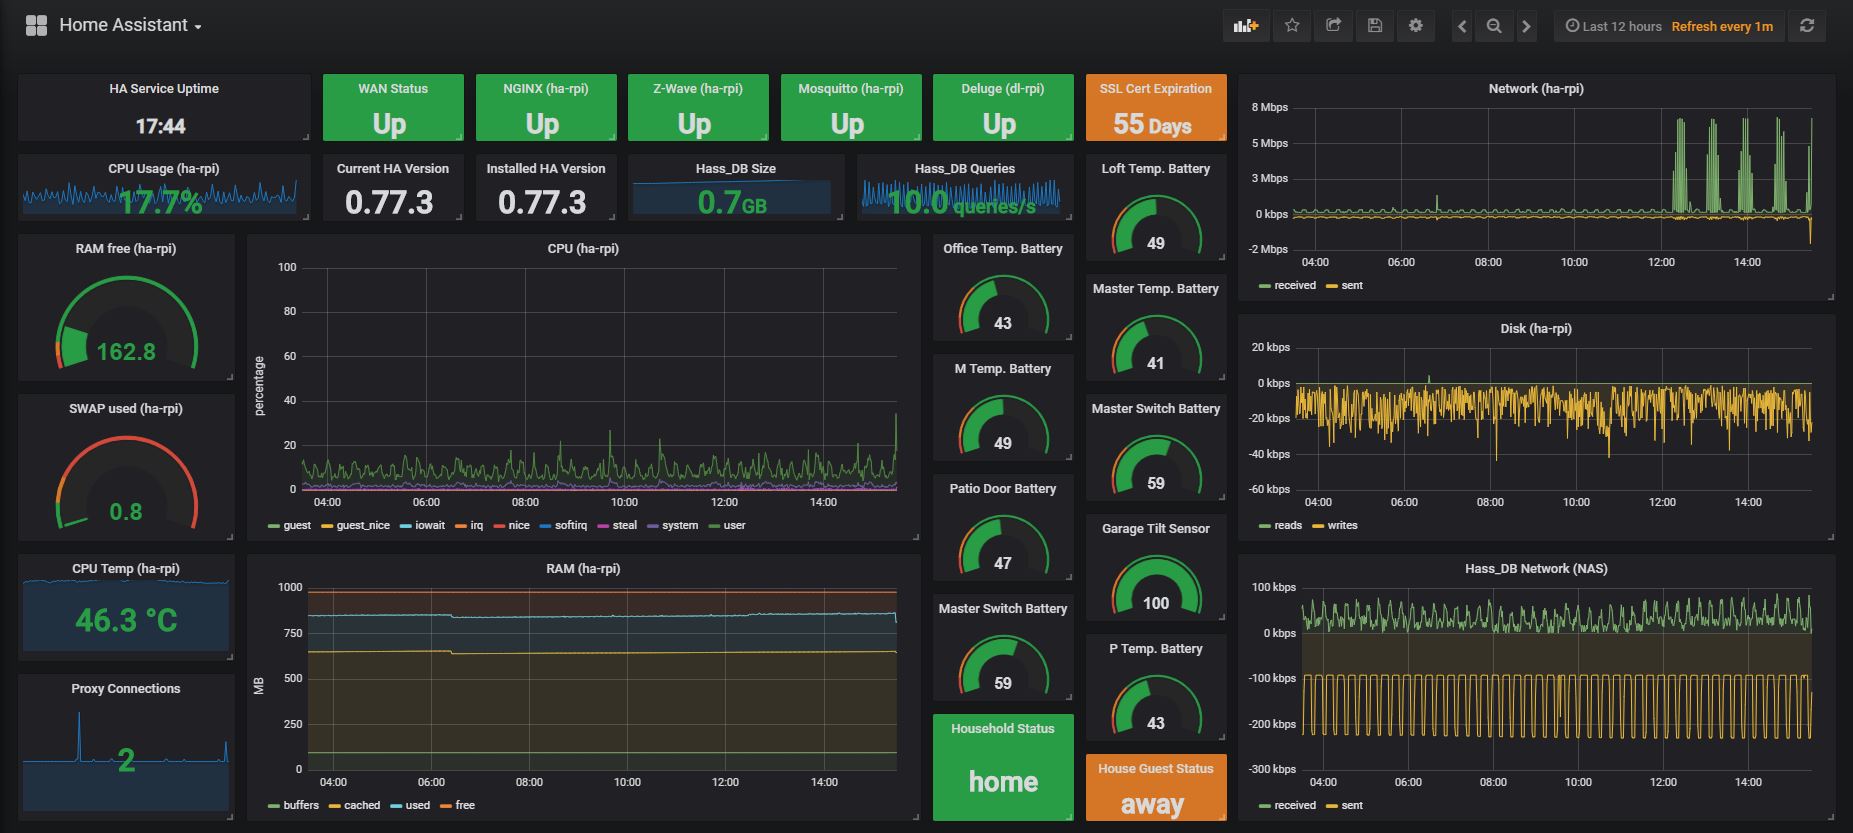 Home Assistant
Last 12 hours Refresh every 1m
HA Service Uptime
17:44
WAN Status
Up
NGINX (ha-rpi)
Up
Z-Wave (ha-rpi)
Up
Mosquitto (ha-rpi)
Up
Deluge (dl-rpi)
Up
SSL Cert Expiration
55 Days
CPU Usage (ha-rpi)
17.7%
Current HA Version
0.77.3
Installed HA Version
0.77.3
Hass_DB Size
0.7GB
Hass_DB Queries
10.0 queries/s
Loft Temp. Battery
49
Network (ha-rpi)
8 Mbps
5 Mbps
3 Mbps
0 kbps
-2 Mbps
04:00 06:00 08:00 10:00 12:00 14:00
received sent
RAM free (ha-rpi)
162.8
SWAP used (ha-rpi)
0.8
CPU Temp (ha-rpi)
46.3 °C
Proxy Connections
2
CPU (ha-rpi)
percentage
100
80
60
40
20
0
04:00 06:00 08:00 10:00 12:00 14:00
guest guest_nice iowait irq nice softirq steal system user
RAM (ha-rpi)
MB
1000
750
500
250
0
04:00 06:00 08:00 10:00 12:00 14:00
buffers cached used free
Office Temp. Battery
43
M Temp. Battery
49
Patio Door Battery
47
Master Switch Battery
59
Household Status
home
Master Temp. Battery
41
Master Switch Battery
59
Garage Tilt Sensor
100
P Temp. Battery
43
House Guest Status
away
Disk (ha-rpi)
20 kbps
0 kbps
-20 kbps
-40 kbps
-60 kbps
04:00 06:00 08:00 10:00 12:00 14:00
reads writes
Hass_DB Network (NAS)
100 kbps
0 kbps
-100 kbps
-200 kbps
-300 kbps
04:00 06:00 08:00 10:00 12:00 14:00
received sent